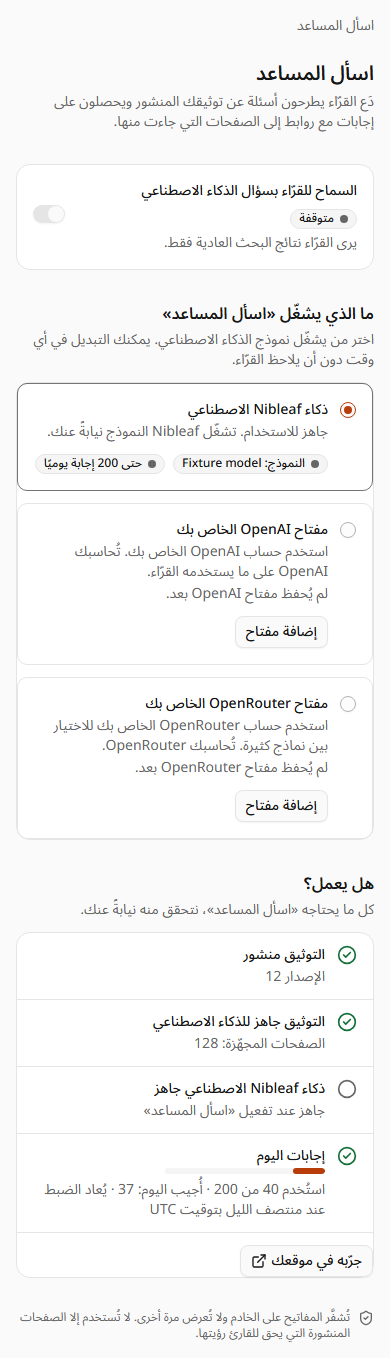 اسأل المساعد
اسأل المساعد
دَع القرّاء يطرحون أسئلة عن توثيقك المنشور ويحصلون على
إجابات مع روابط إلى الصفحات التي جاءت منها.
السماح للقرّاء بسؤال الذكاء الاصطناعي
متوقفة
يرى القرّاء نتائج البحث العادية فقط.
ما الذي يشغّل «اسأل المساعد»
اختر من يشغّل نموذج الذكاء الاصطناعي. يمكنك التبديل في أي
وقت دون أن يلاحظ القرّاء.
ذكاء Nibleaf الاصطناعي
جاهز للاستخدام. تشغّل Nibleaf النموذج نيابةً عنك.
النموذج: Fixture model
حتى 200 إجابة يوميًا
مفتاح OpenAI الخاص بك
استخدم حساب OpenAI الخاص بك. تُحاسبك
OpenAI على ما يستخدمه القرّاء.
لم يُحفظ مفتاح OpenAI بعد.
إضافة مفتاح
مفتاح OpenRouter الخاص بك
استخدم حساب OpenRouter الخاص بك للاختيار
بين نماذج كثيرة. تُحاسبك OpenRouter.
لم يُحفظ مفتاح OpenRouter بعد.
إضافة مفتاح
هل يعمل؟
كل ما يحتاجه «اسأل المساعد»، نتحقق منه نيابةً عنك.
التوثيق منشور
الإصدار 12
التوثيق جاهز للذكاء الاصطناعي
الصفحات المجهّزة: 128
ذكاء Nibleaf الاصطناعي جاهز
جاهز عند تفعيل «اسأل المساعد»
إجابات اليوم
استُخدم 40 من 200 · أُجيب اليوم: 37 · يُعاد الضبط
عند منتصف الليل بتوقيت UTC
جرّبه في موقعك
تُشفَّر المفاتيح على الخادم ولا تُعرض مرة أخرى. لا تُستخدم إلا الصفحات
المنشورة التي يحق للقارئ رؤيتها.